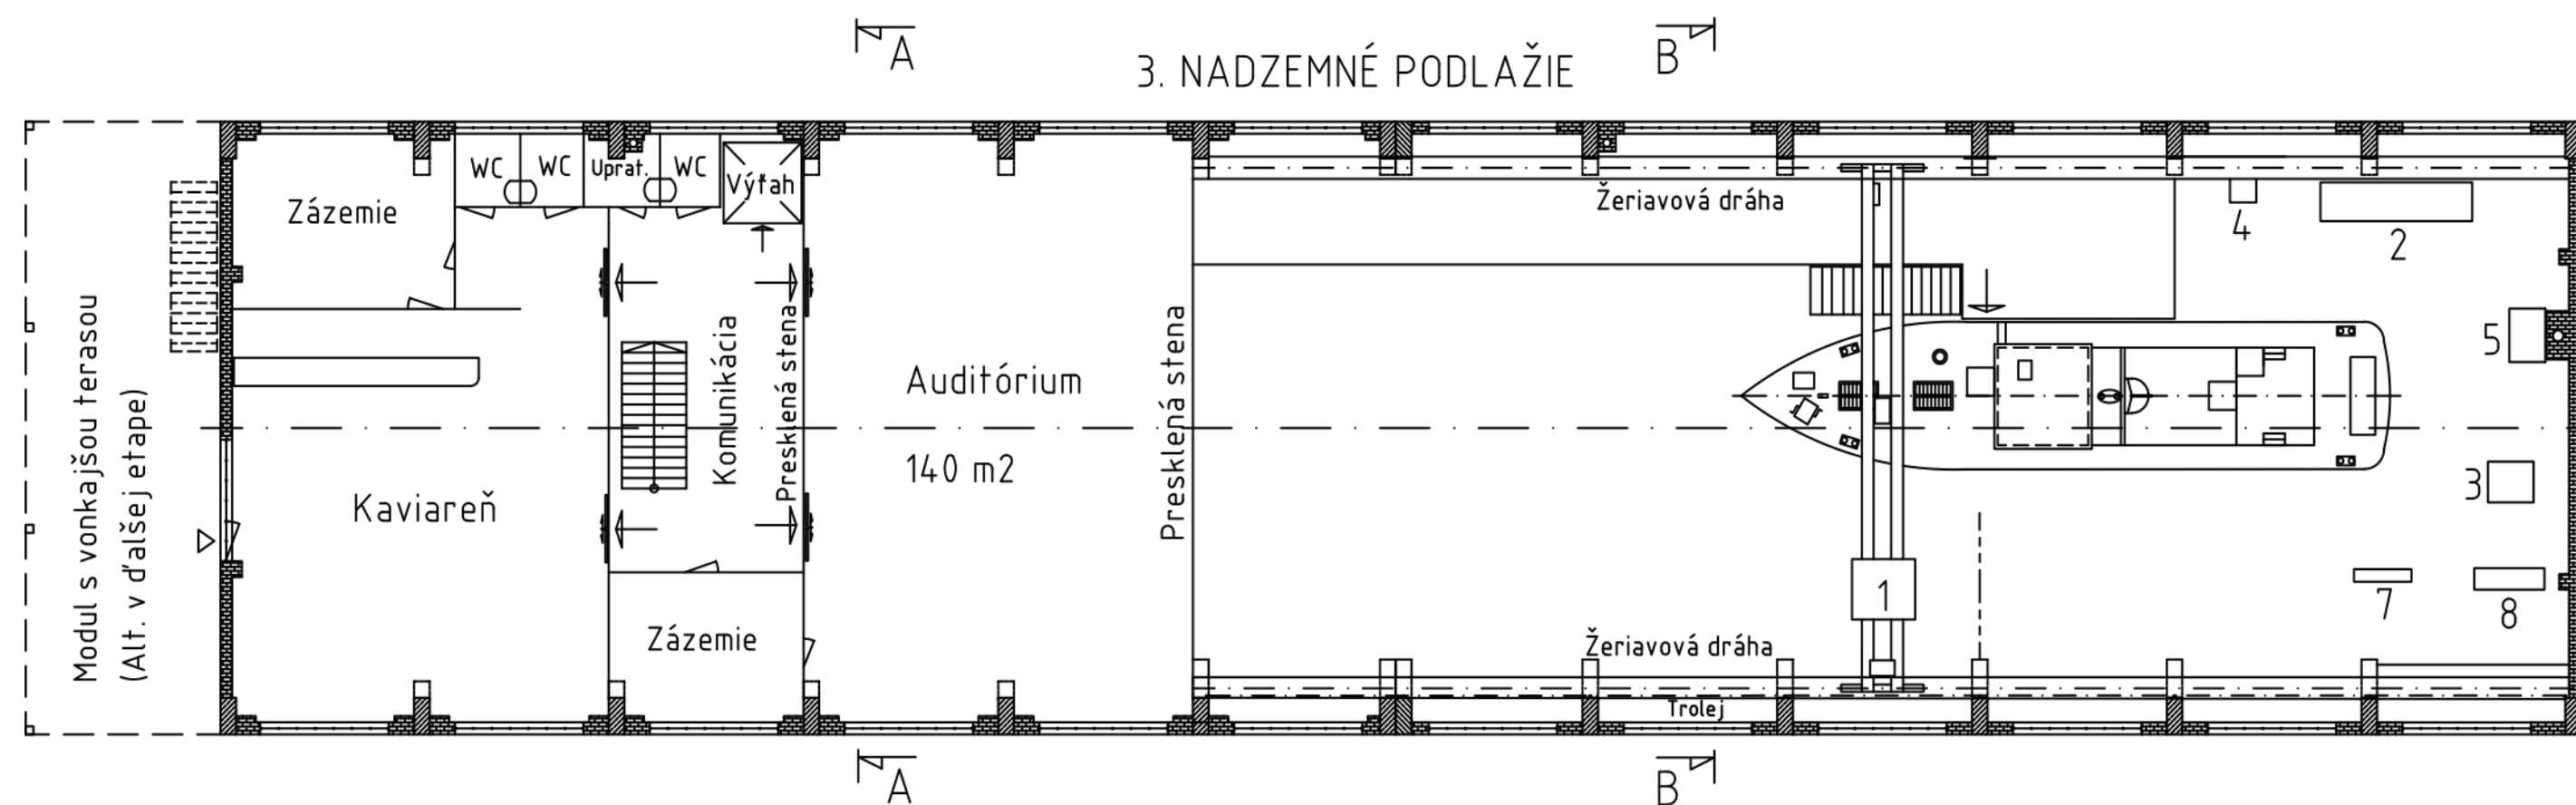 A
3. NADZEMNÉ PODLAŽIE
B
WC
WC
Uprat.
WC
Výťah
Zázemie
Žeriavová dráha
4
2
Modul s vonkajšou terasou
(Alt. v ďalšej etape)
Komunikácia
Presklená stena
Auditórium
140 m2
Presklená stena
5
Kaviareň
3
1
7
8
Zázemie
Žeriavová dráha
Trolej
A
B